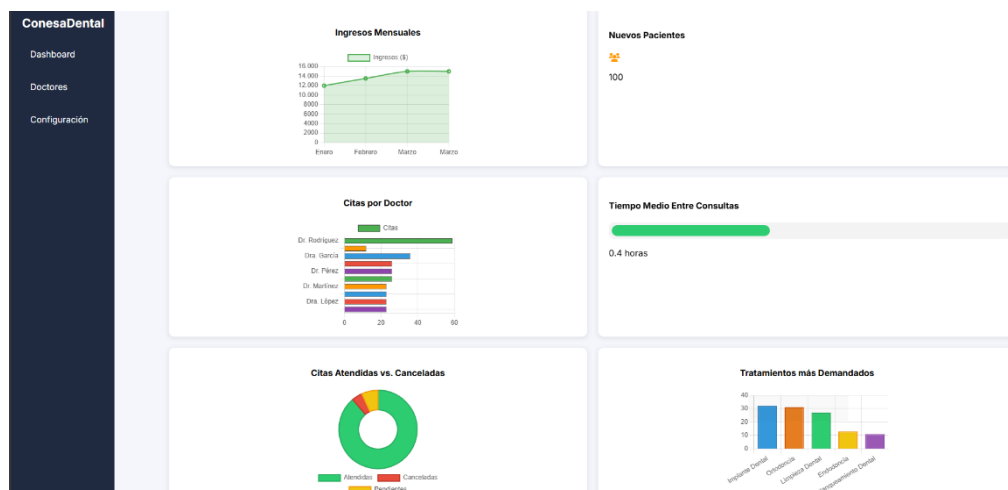 ConesaDental
Dashboard
Doctores
Configuración
Ingresos Mensuales
Ingresos ($)
16.000
14.000
12.000
10.000
8000
6000
4000
2000
0
Enero Febrero Marzo Marzo
Nuevos Pacientes
100
Citas por Doctor
Citas
Dr. Rodríguez
Dra. García
Dr. Pérez
Dr. Martínez
Dra. López
0 20 40 60
Tiempo Medio Entre Consultas
0.4 horas
Citas Atendidas vs. Canceladas
Atendidas Canceladas
Pendientes
Tratamientos más Demandados
40
30
20
10
0
Implante Dental
Ortodoncia
Limpieza Dental
Endodoncia
Dental